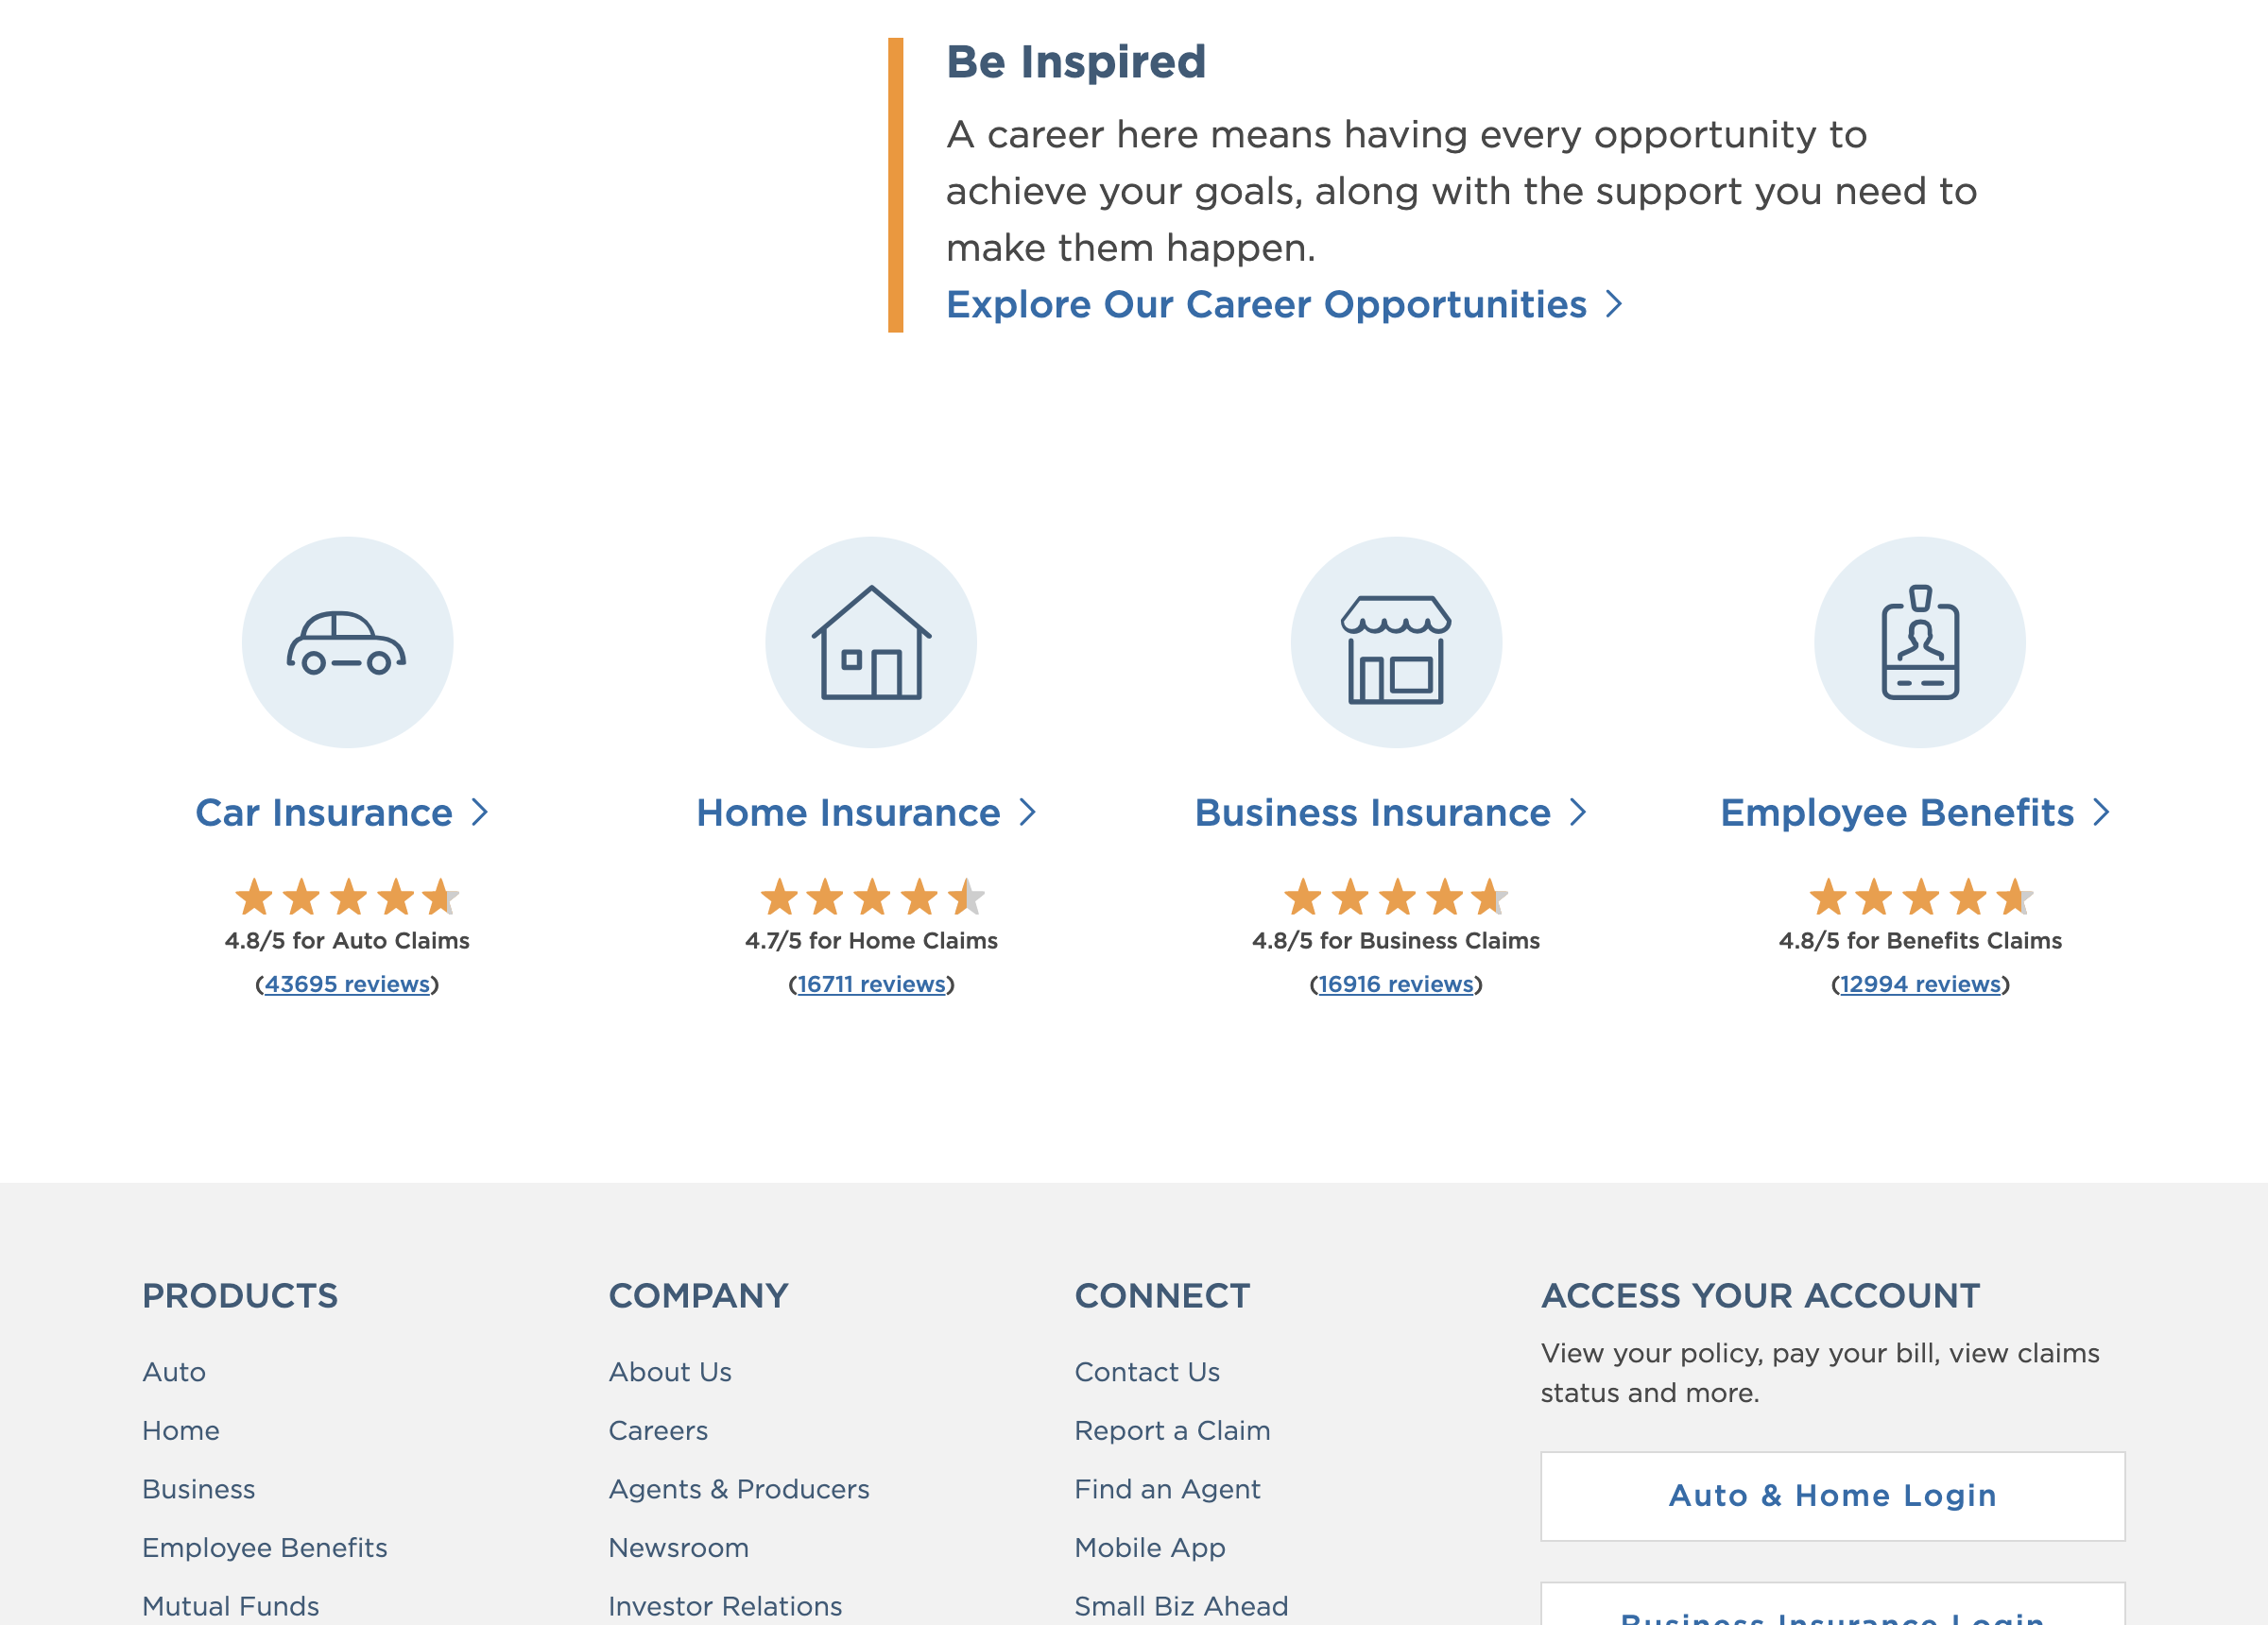 Be Inspired
A career here means having every opportunity to
achieve your goals, along with the support you need to
make them happen.
Explore Our Career Opportunities
Car Insurance
4.8/5 for Auto Claims
(43695 reviews)
Home Insurance
4.7/5 for Home Claims
(16711 reviews)
Business Insurance
4.8/5 for Business Claims
(16916 reviews)
Employee Benefits
4.8/5 for Benefits Claims
(12994 reviews)
PRODUCTS
Auto
Home
Business
Employee Benefits
Mutual Funds
COMPANY
About Us
Careers
Agents & Producers
Newsroom
Investor Relations
CONNECT
Contact Us
Report a Claim
Find an Agent
Mobile App
Small Biz Ahead
ACCESS YOUR ACCOUNT
View your policy, pay your bill, view claims
status and more.
Auto & Home Login
Business Insurance Login